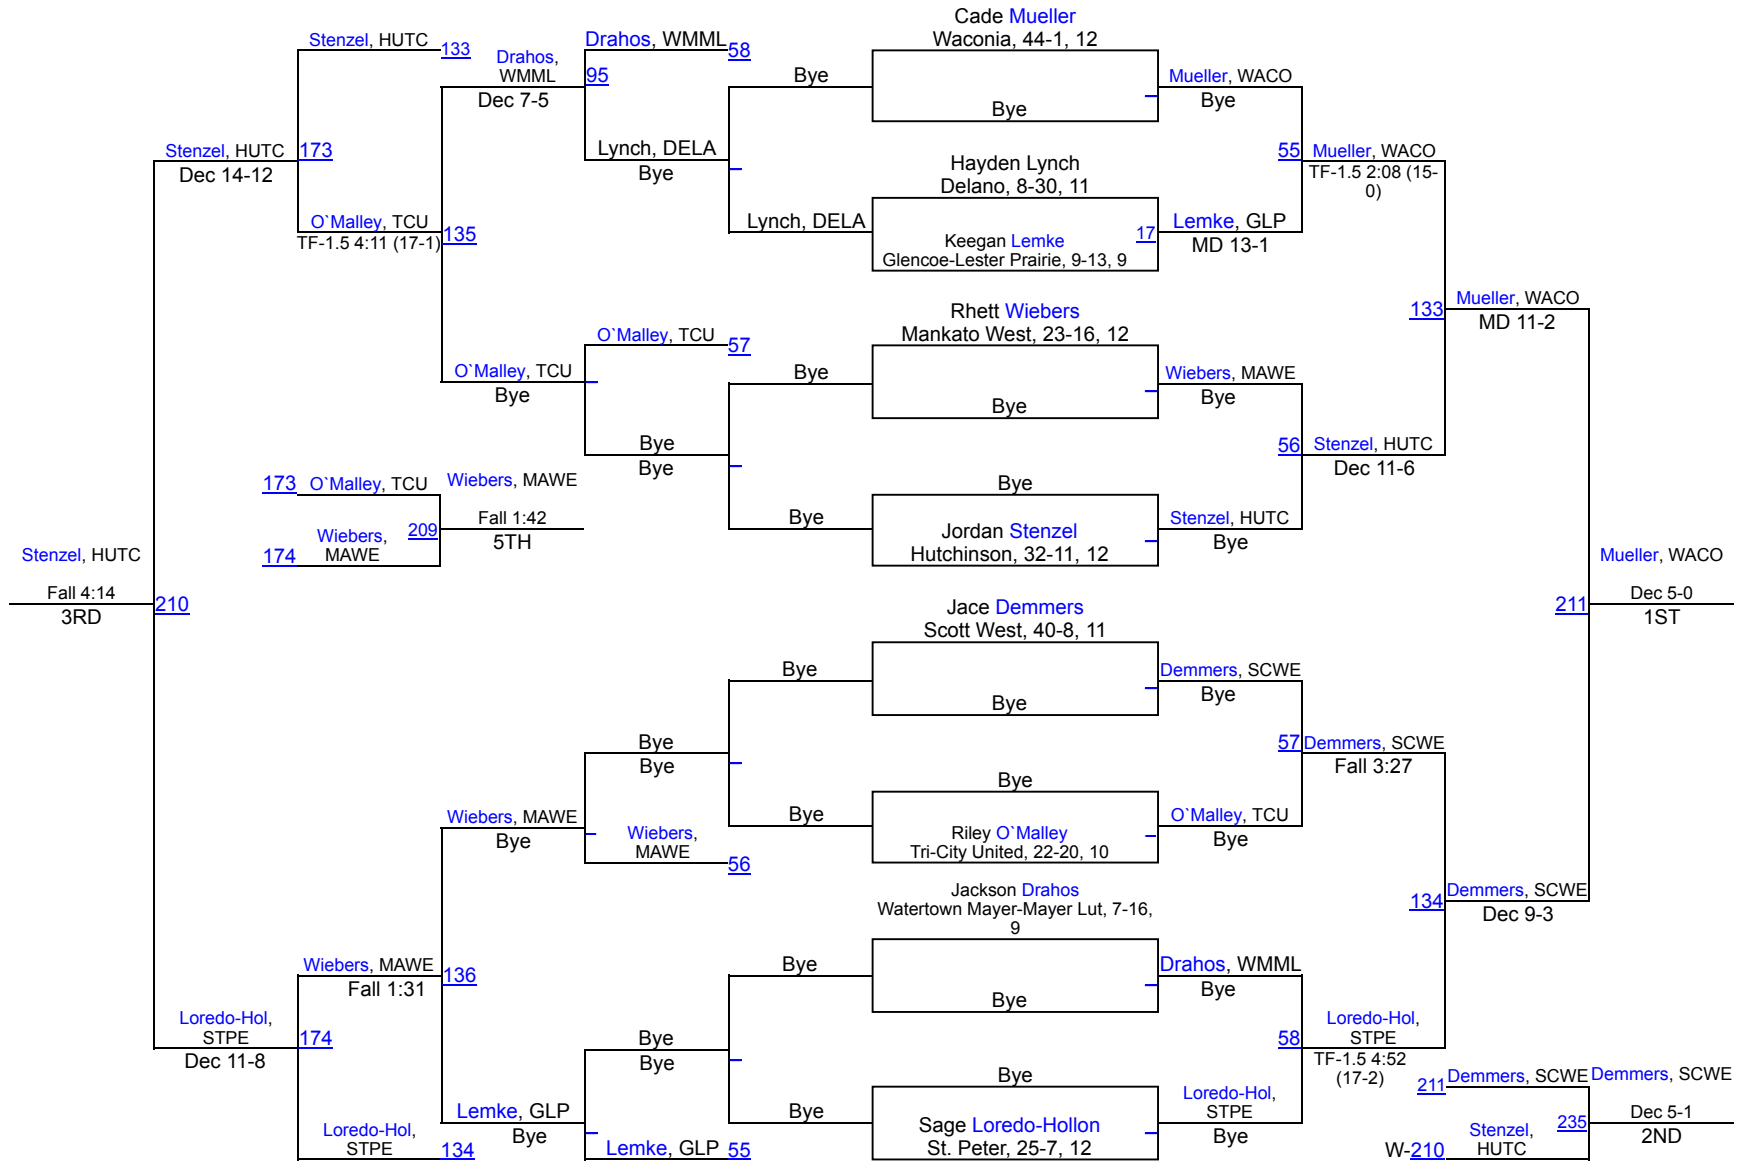 Cade Mueller
Waconia, 44-1, 12
Stenzel, HUTC
133
Drahos, WMML
58
Drahos,
WMML
95
Dec 7-5
Bye
Bye
Mueller, WACO
Bye
Stenzel, HUTC
173
Dec 14-12
Lynch, DELA
Bye
Hayden Lynch
Delano, 8-30, 11
55
Mueller, WACO
TF-1.5 2:08 (15-
0)
O`Malley, TCU
135
TF-1.5 4:11 (17-1)
Lynch, DELA
Keegan Lemke
17
Glencoe-Lester Prairie, 9-13, 9
Lemke, GLP
MD 13-1
Rhett Wiebers
Mankato West, 23-16, 12
133
Mueller, WACO
MD 11-2
O`Malley, TCU
57
O`Malley, TCU
Bye
Bye
Bye
Wiebers, MAWE
Bye
Bye
Bye
56
Stenzel, HUTC
Dec 11-6
173
O`Malley, TCU
Wiebers, MAWE
Bye
Bye
Fall 1:42
5TH
209
Wiebers,
MAWE
174
Jordan Stenzel
Hutchinson, 32-11, 12
Stenzel, HUTC
Bye
Stenzel, HUTC
Fall 4:14
3RD
210
Mueller, WACO
211
Dec 5-0
1ST
Jace Demmers
Scott West, 40-8, 11
Bye
Bye
Demmers, SCWE
Bye
Bye
Bye
57
Demmers, SCWE
Fall 3:27
Bye
Bye
Riley O`Malley
Tri-City United, 22-20, 10
O`Malley, TCU
Bye
Wiebers, MAWE
Bye
Wiebers,
MAWE
56
Jackson Drahos
Watertown Mayer-Mayer Lut, 7-16,
9
134
Demmers, SCWE
Dec 9-3
Wiebers, MAWE
136
Fall 1:31
Bye
Bye
Drahos, WMML
Bye
Loredo-Hol,
STPE
174
Dec 11-8
Bye
Bye
58
Loredo-Hol,
STPE
TF-1.5 4:52
(17-2)
Bye
Bye
Sage Loredo-Hollon
St. Peter, 25-7, 12
Loredo-Hol,
STPE
Bye
Lemke, GLP
Bye
Loredo-Hol,
STPE
134
Lemke, GLP
55
211
Demmers, SCWE
Demmers, SCWE
Dec 5-1
2ND
235
Stenzel,
HUTC
W-210